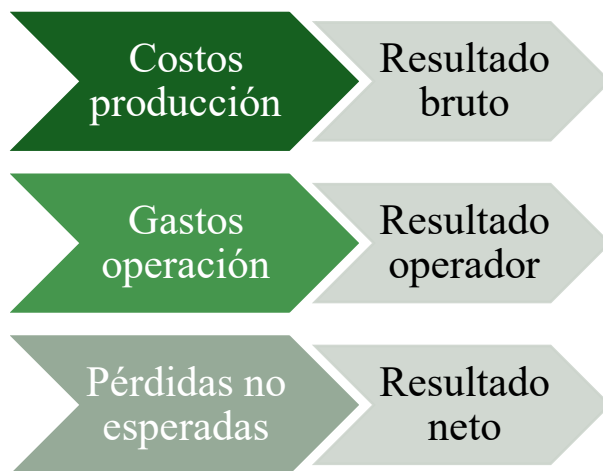 Costos
producción
Resultado
bruto
Gastos
operación
Resultado
operador
Pérdidas no
esperadas
Resultado
neto